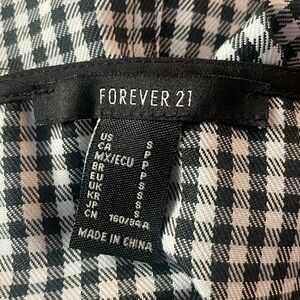 FOREVER 21
US S
CA S
MX/ECU P
BR P
EU S
UK S
KR S
JP S
CN 160/84A
MADE IN CHINA